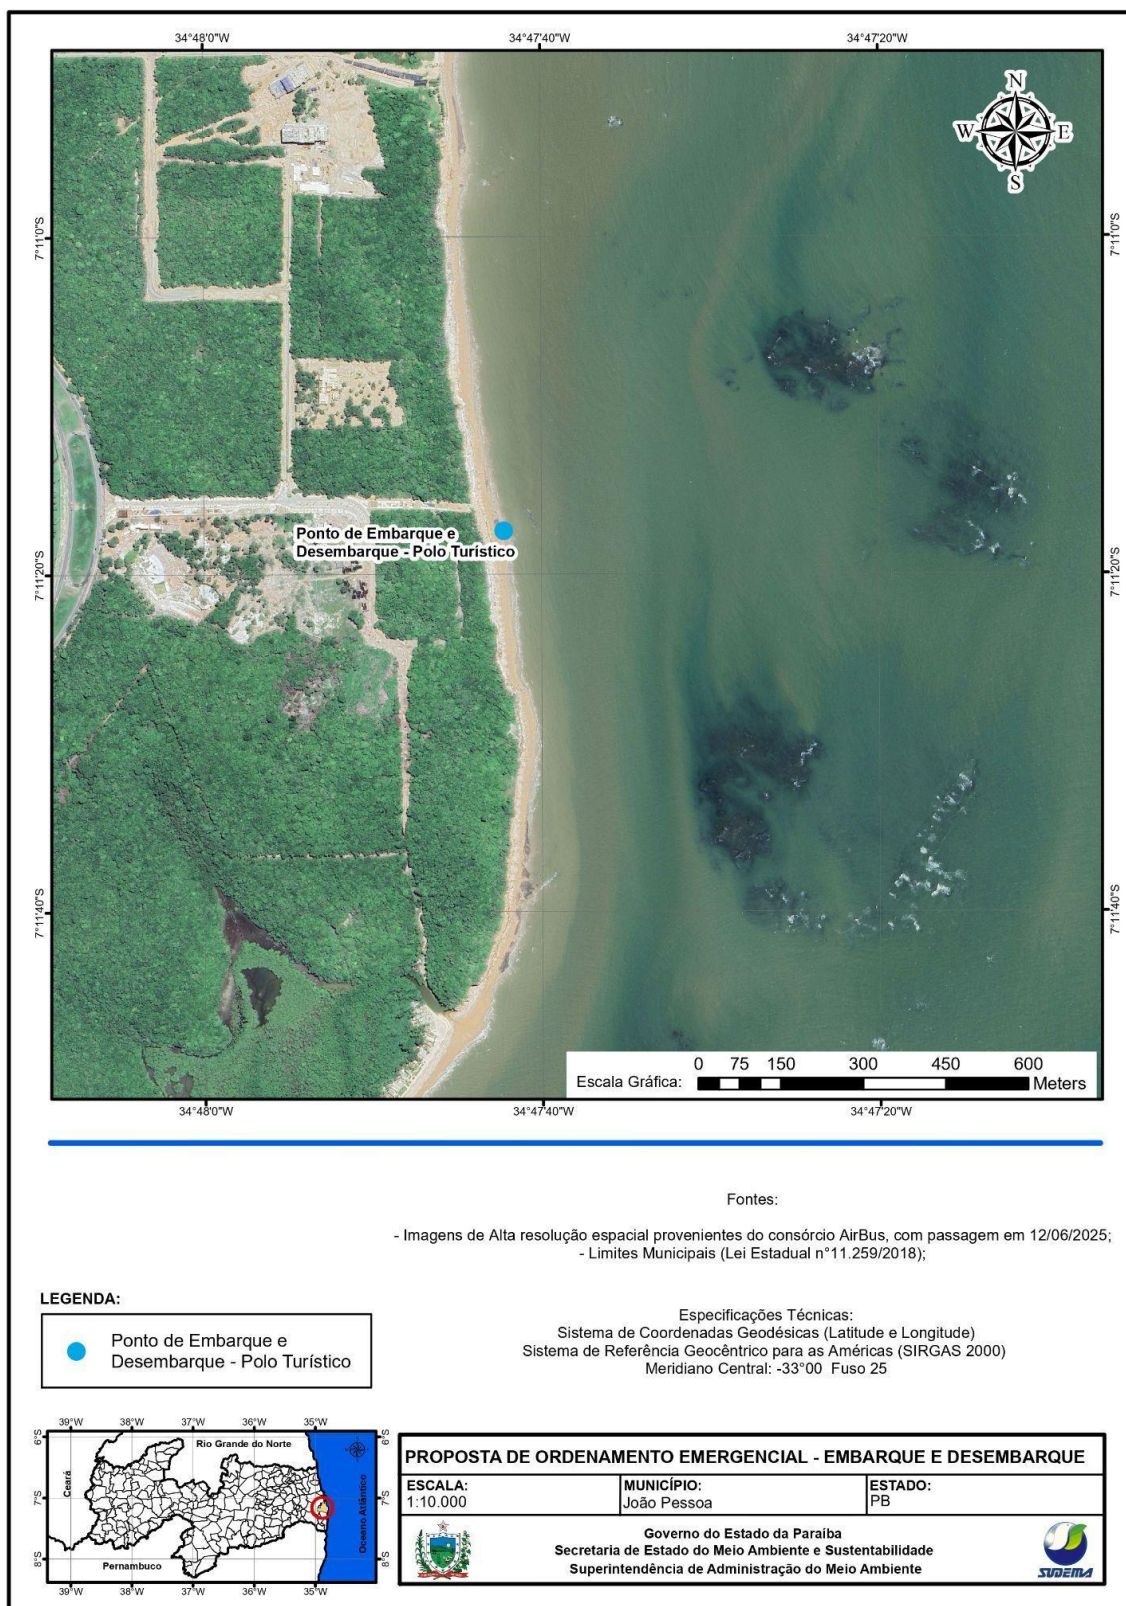 34°48'0"W
34°47'40"W
34°47'20"W
N
W
E
S
7°11'0"S
7°11'0"S
Ponto de Embarque e
Desembarque - Polo Turístico
7°11'20"S
7°11'20"S
7°11'40"S
7°11'40"S
Escala Gráfica:
0 75 150 300 450 600
Meters
34°48'0"W
34°47'40"W
34°47'20"W
Fontes:
- Imagens de Alta resolução espacial provenientes do consórcio AirBus, com passagem em 12/06/2025;
- Limites Municipais (Lei Estadual n°11.259/2018);
LEGENDA:
Ponto de Embarque e
Desembarque - Polo Turístico
Especificações Técnicas:
Sistema de Coordenadas Geodésicas (Latitude e Longitude)
Sistema de Referência Geocêntrico para as Américas (SIRGAS 2000)
Meridiano Central: -33°00 Fuso 25
39°W 38°W 37°W 36°W 35°W
6°S
6°S
Rio Grande do Norte
Ceará
7°S
7°S
Oceano Atlântico
Pernambuco
8°S
8°S
39°W 38°W 37°W 36°W 35°W
PROPOSTA DE ORDENAMENTO EMERGENCIAL - EMBARQUE E DESEMBARQUE
ESCALA:
1:10.000
MUNICÍPIO:
João Pessoa
ESTADO:
PB
Governo do Estado da Paraíba
Secretaria de Estado do Meio Ambiente e Sustentabilidade
Superintendência de Administração do Meio Ambiente
SUDEMA